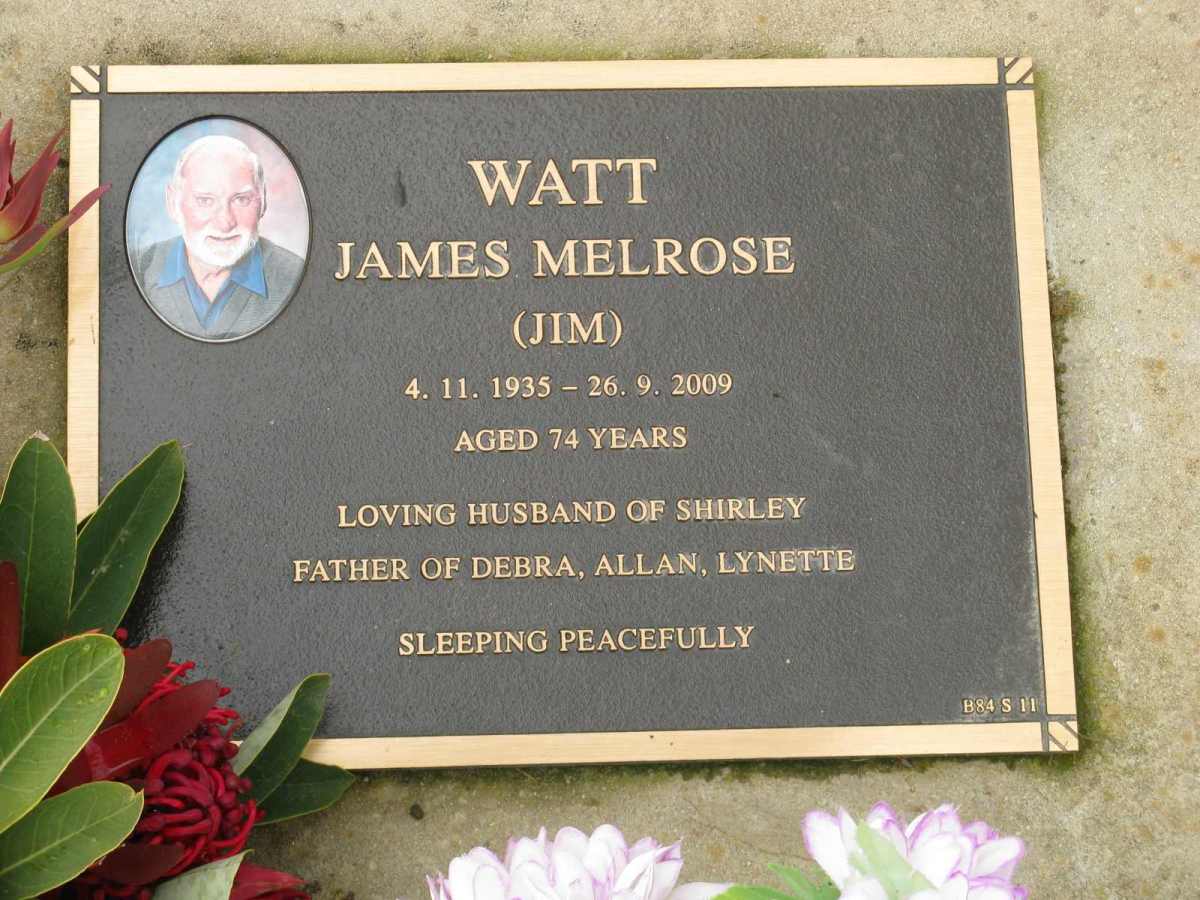 WATT
JAMES MELROSE
(JIM)
4. 11. 1935 – 26. 9. 2009
AGED 74 YEARS
LOVING HUSBAND OF SHIRLEY
FATHER OF DEBRA, ALLAN, LYNETTE
SLEEPING PEACEFULLY
B84 S 11